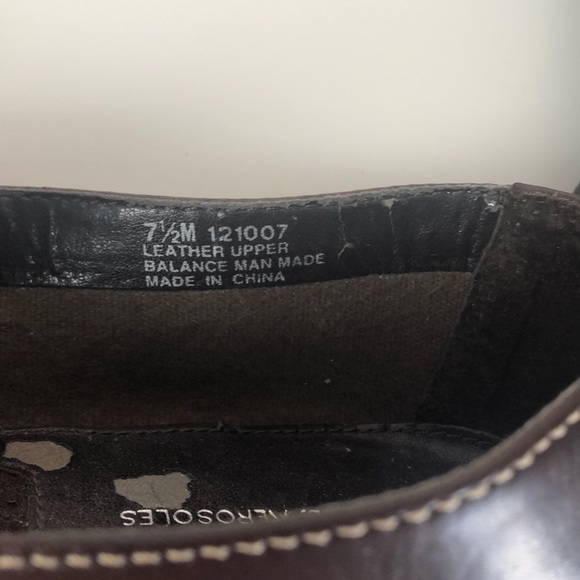 7½M 121007
LEATHER UPPER
BALANCE MAN MADE
MADE IN CHINA
AEROSOLES